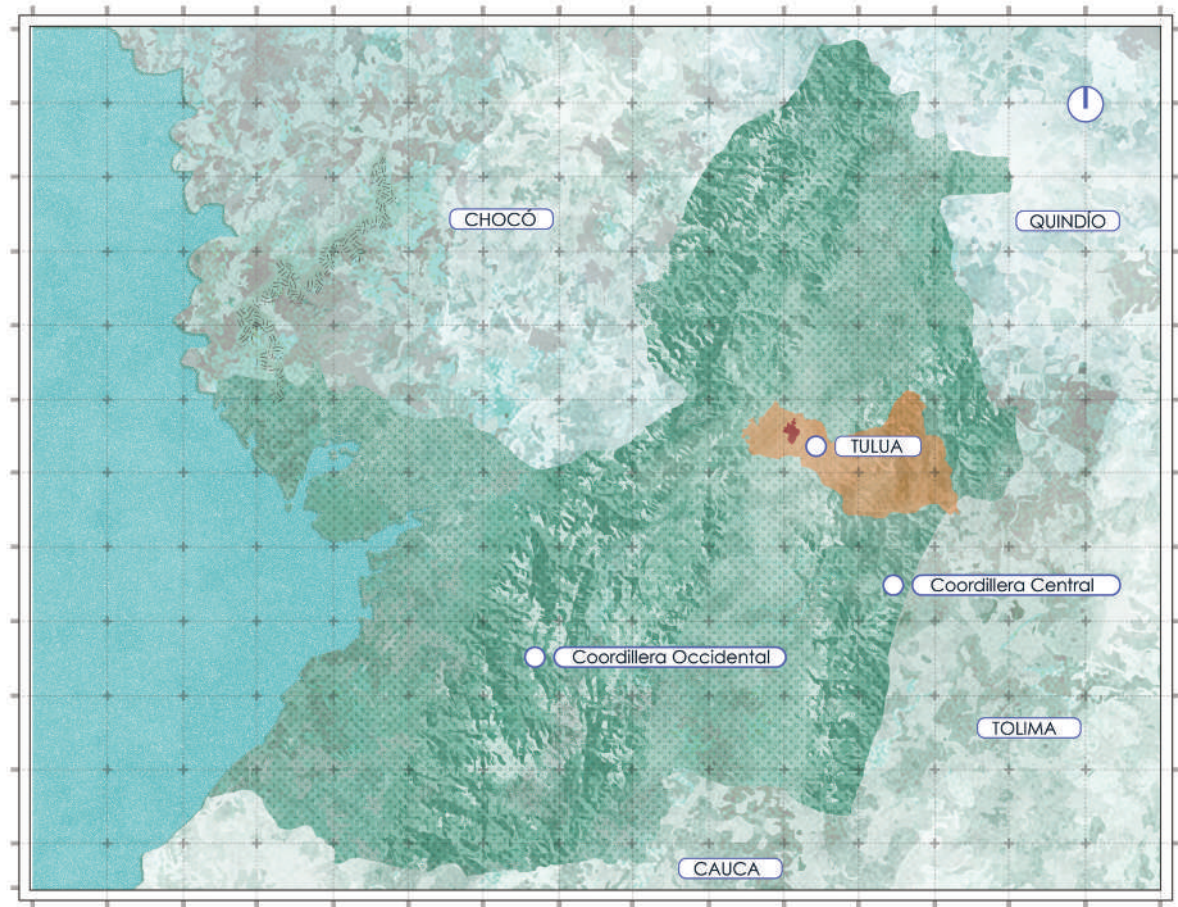 CHOCÓ
QUINDÍO
TULUA
Coordillera Central
Coordillera Occidental
TOLIMA
CAUCA